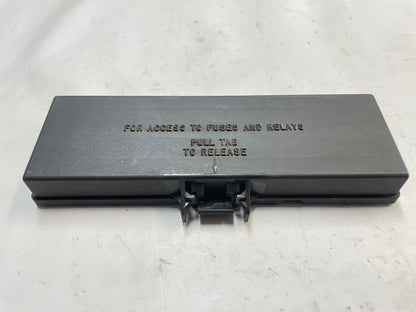 FOR ACCESS TO FUSES AND RELAYS
PULL TAB
TO RELEASE